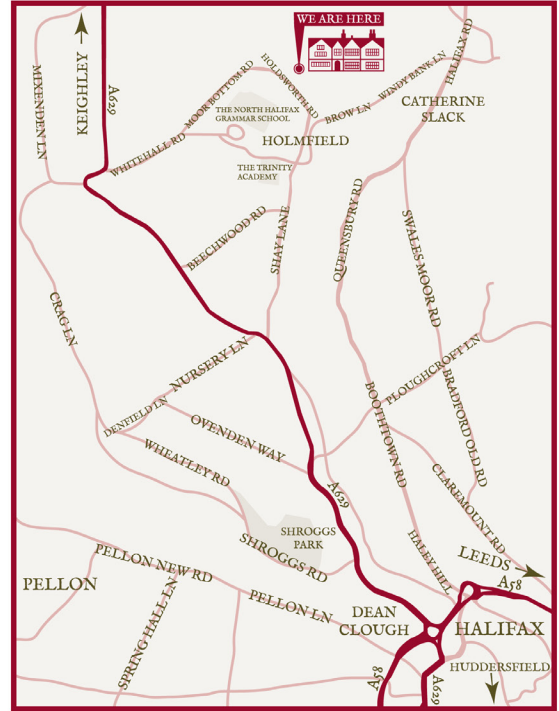 WE ARE HERE
KEIGHLEY
A629
MIXENDEN LN
MOOR BOTTOM RD
HOLDSWORTH RD
WINDY BANK LN
HALIFAX RD
CATHERINE
SLACK
THE NORTH HALIFAX
GRAMMAR SCHOOL
BROW LN
WHITEHALL RD
HOLMFIELD
THE TRINITY
ACADEMY
BEECHWOOD RD
SHAY LANE
QUEENSBURY RD
SWALES MOOR RD
CRAG LN
NURSERY LN
PLOUGHCROFT LN
DENFIELD LN
OVENDEN WAY
BOOTHTOWN RD
BRADFORD OLD RD
WHEATLEY RD
A629
CLAREMOUNT RD
SHROGGS
PARK
SHROGGS RD
HALEY HILL
LEEDS
A58
PELLON NEW RD
PELLON
SPRING HALL LN
PELLON LN
DEAN
CLOUGH
HALIFAX
HUDDERSFIELD
A58
A629